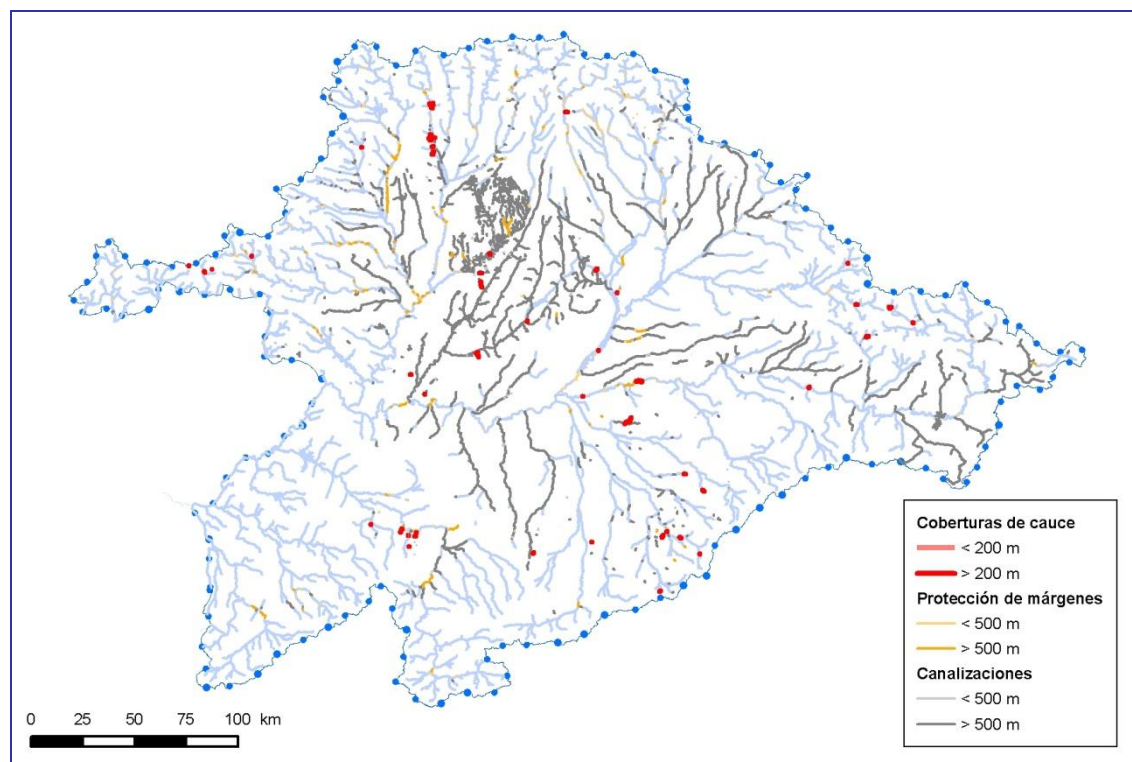 Coberturas de cauce
< 200 m
> 200 m
Protección de márgenes
< 500 m
> 500 m
Canalizaciones
< 500 m
> 500 m
0 25 50 75 100 km